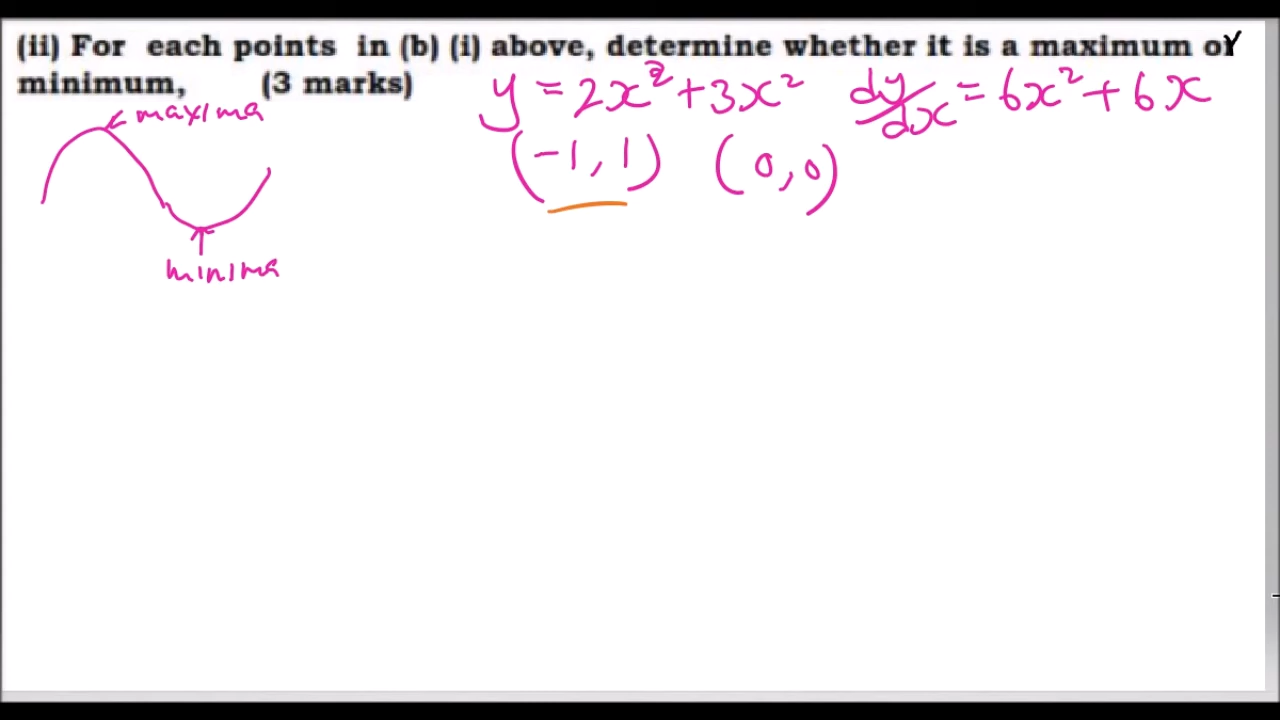 (ii) For each points in (b) (i) above, determine whether it is a maximum or
minimum, (3 marks)
maxima
minima
y = 2x³ + 3x² dy/dx = 6x² + 6x
(-1, 1) (0, 0)